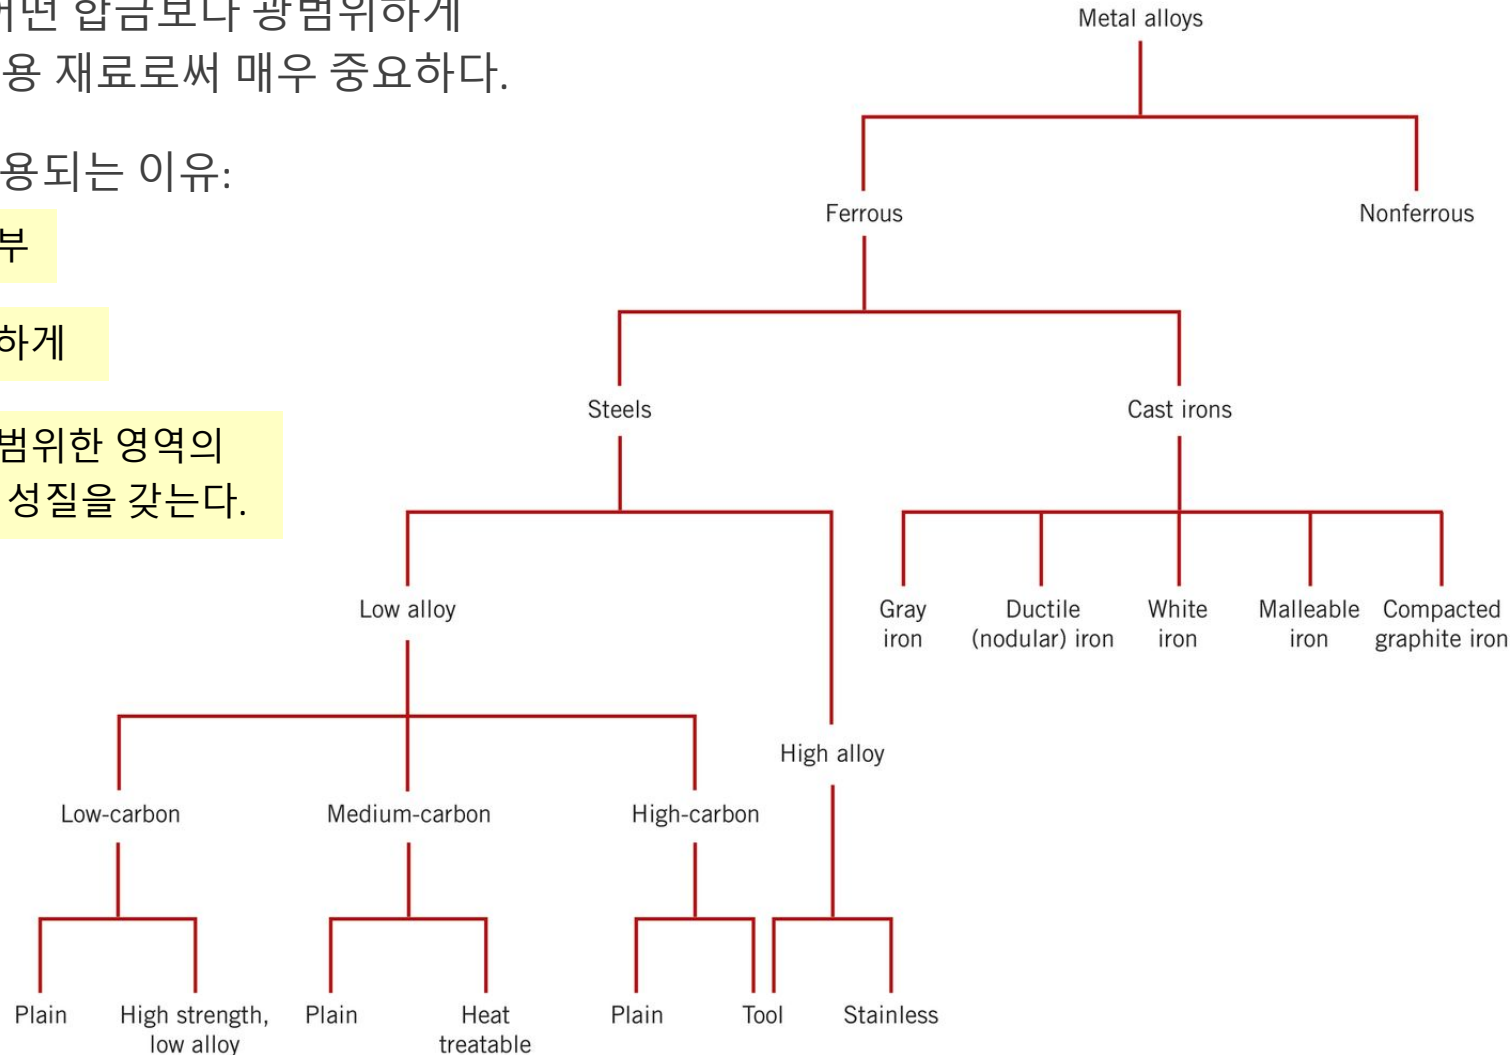 어떤 합금보다 광범위하게
용 재료로써 매우 중요하다.
용되는 이유:
부
하게
범위한 영역의
성질을 갖는다.
Metal alloys
Ferrous
Nonferrous
Steels
Cast irons
Low alloy
Gray
iron
Ductile
(nodular) iron
White
iron
Malleable
iron
Compacted
graphite iron
High alloy
Low-carbon
Medium-carbon
High-carbon
Plain
High strength,
low alloy
Plain
Heat
treatable
Plain
Tool
Stainless